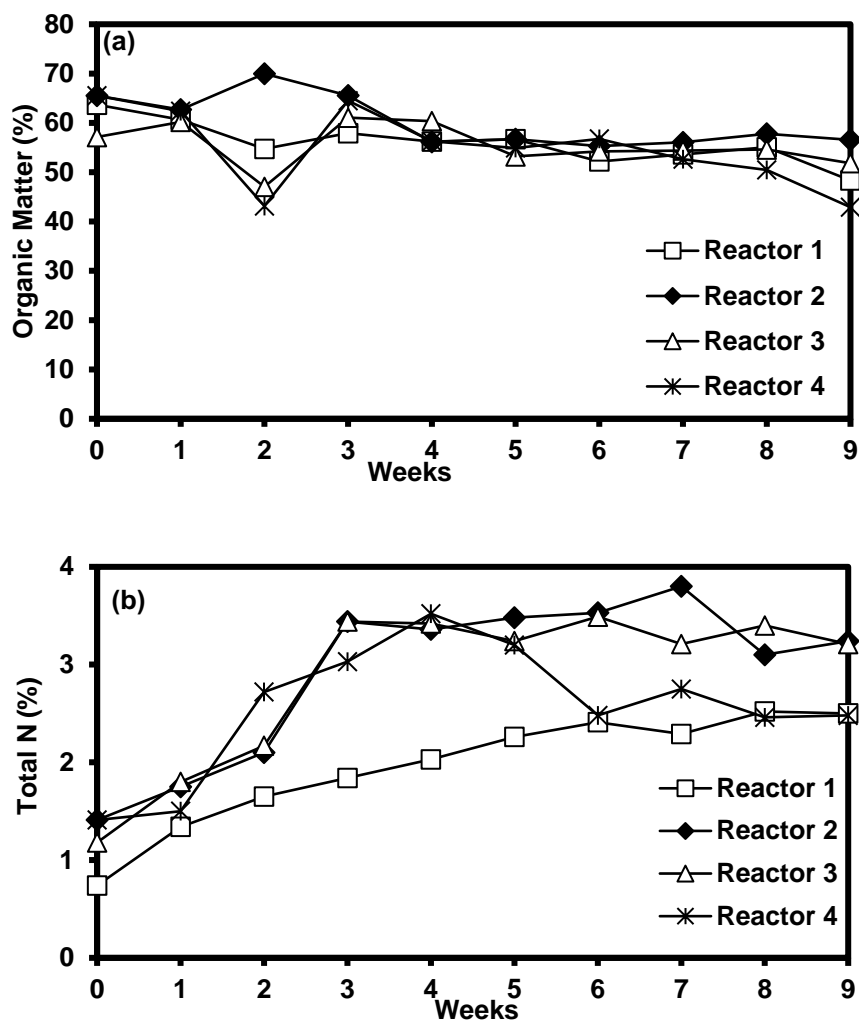 (a)
Organic Matter (%)
80
70
60
50
40
30
20
10
0
0 1 2 3 4 5 6 7 8 9
Weeks
Reactor 1
Reactor 2
Reactor 3
Reactor 4
(b)
Total N (%)
4
3
2
1
0
0 1 2 3 4 5 6 7 8 9
Weeks
Reactor 1
Reactor 2
Reactor 3
Reactor 4